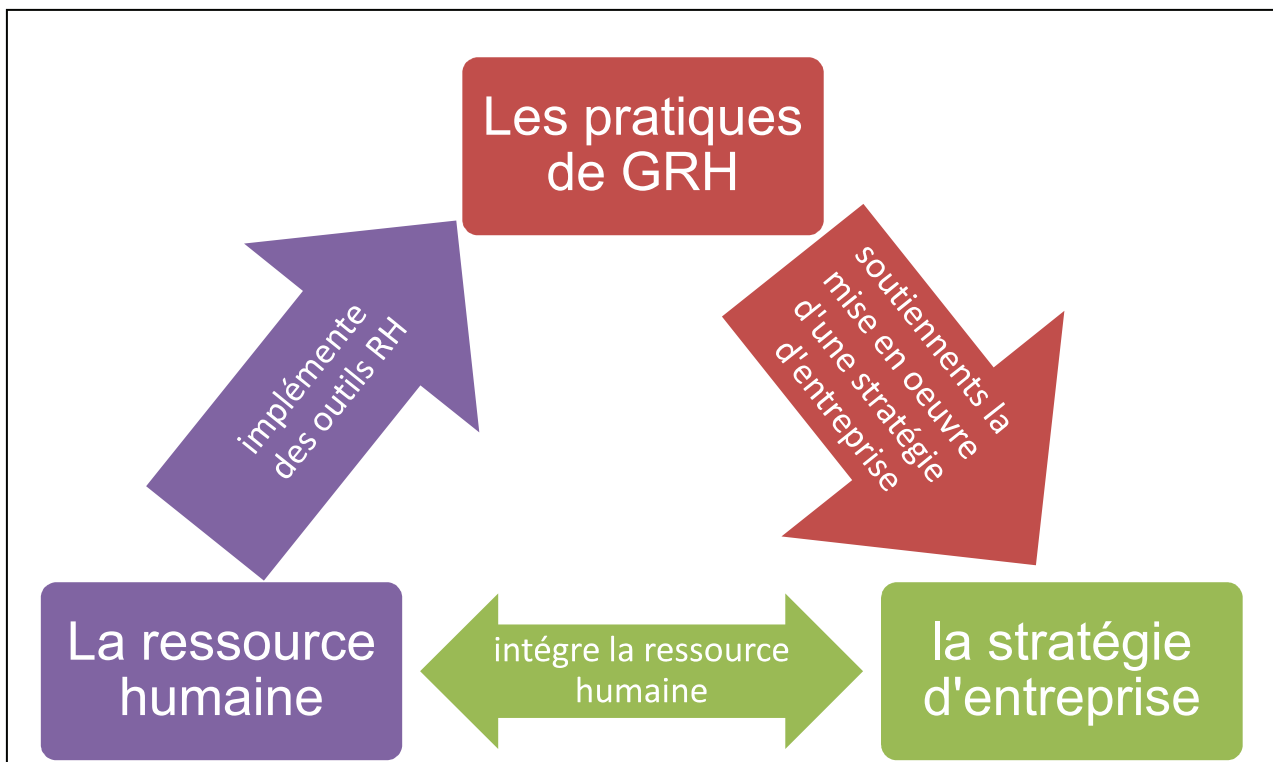 Les pratiques
de GRH
implémente
des outils RH
soutiennents la
mise en oeuvre
d'une stratégie
d'entreprise
La ressource
humaine
intégre la ressource
humaine
la stratégie
d'entreprise